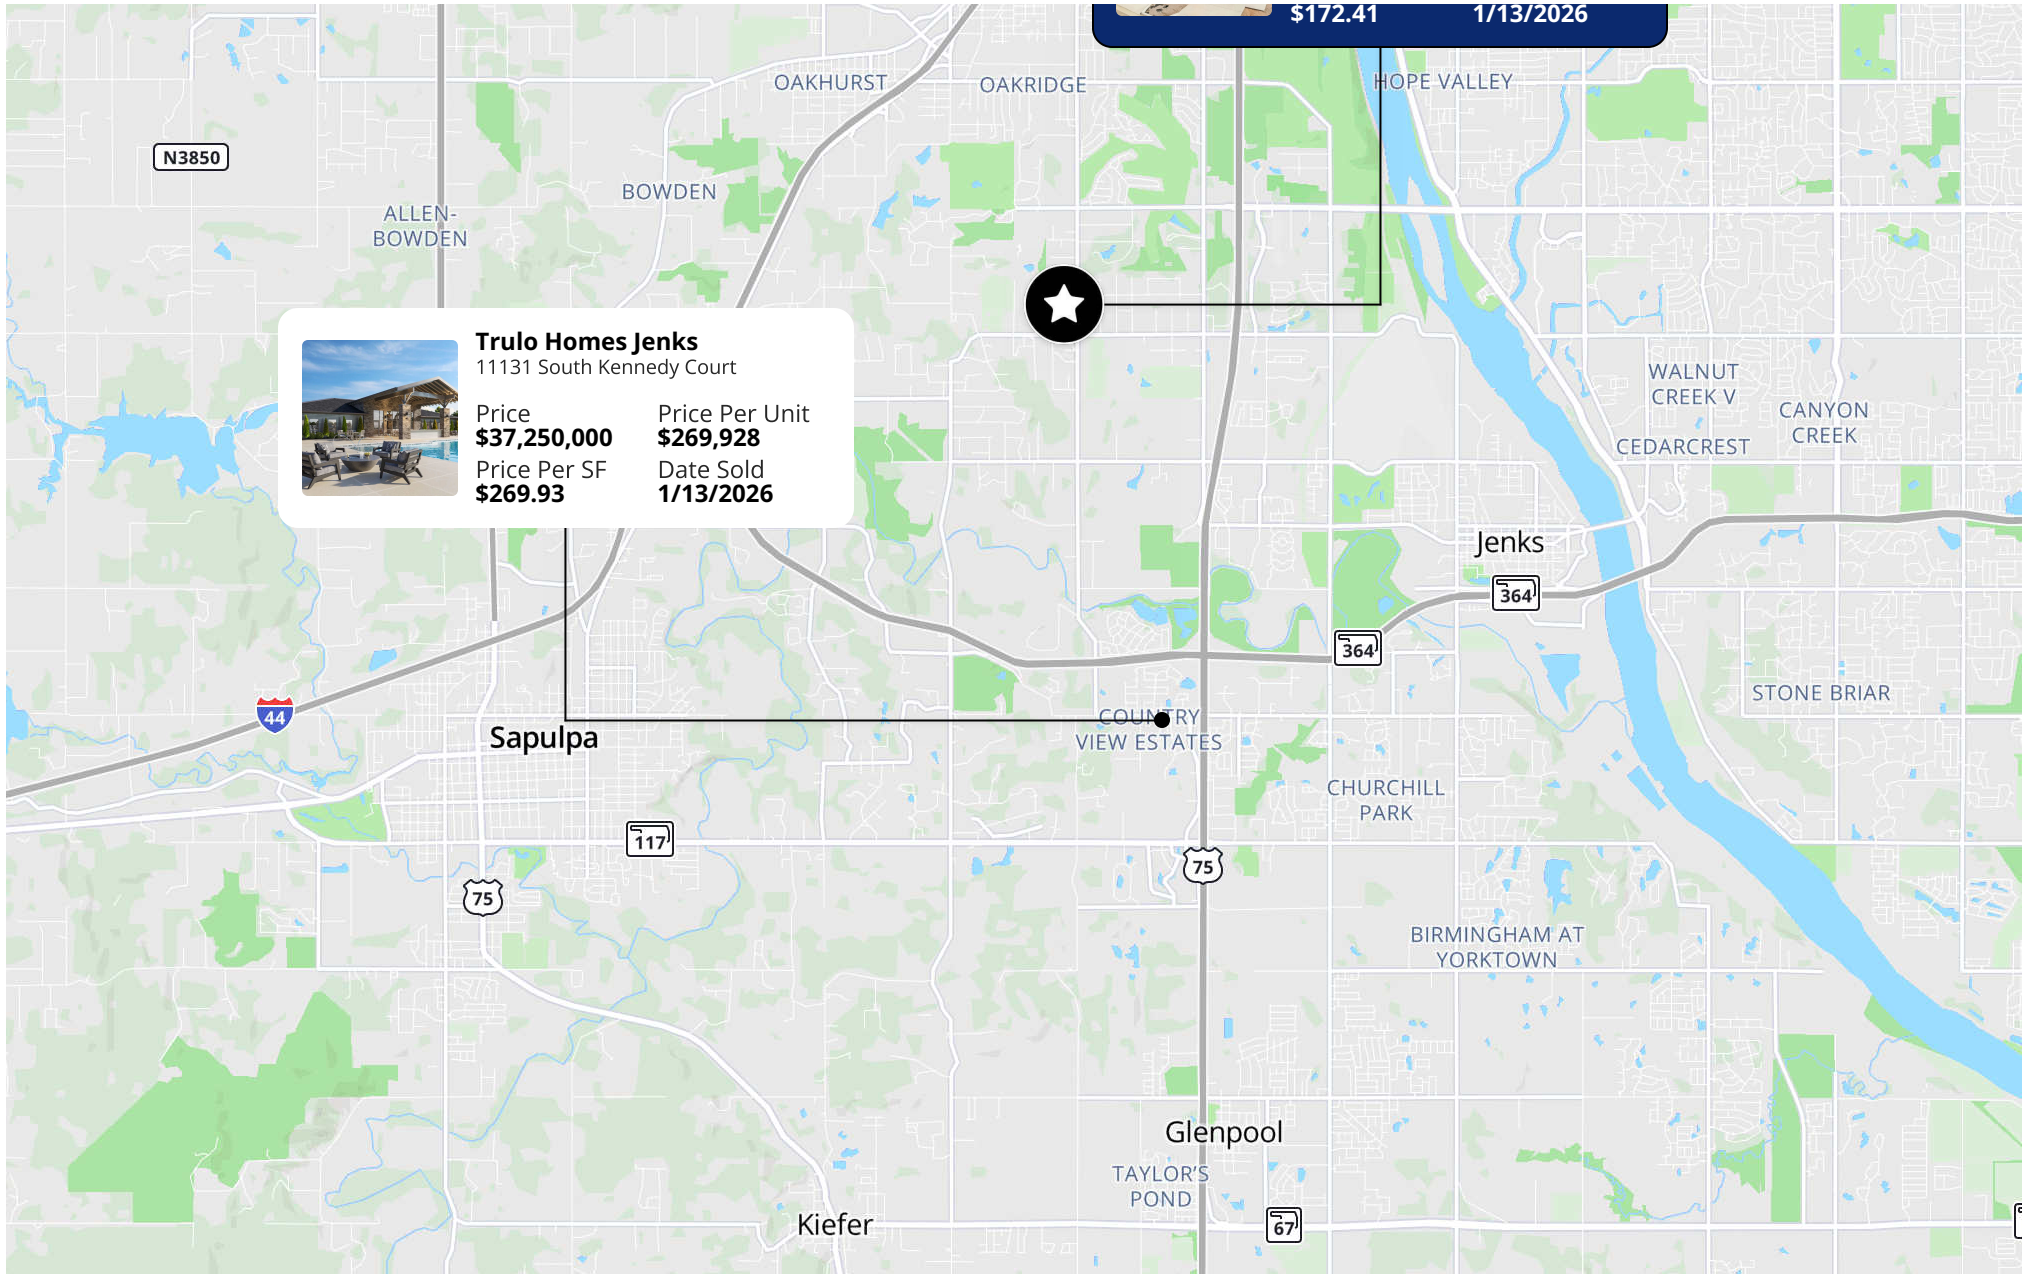 $172.41 1/13/2026
OAKHURST
OAKRIDGE
HOPE VALLEY
N3850
BOWDEN
ALLEN-
BOWDEN
Trulo Homes Jenks
11131 South Kennedy Court
Price Price Per Unit
$37,250,000 $269,928
Price Per SF Date Sold
$269.93 1/13/2026
WALNUT
CREEK V
CANYON
CREEK
CEDARCREST
Jenks
364
364
STONE BRIAR
44
Sapulpa
COUNTRY
VIEW ESTATES
CHURCHILL
PARK
117
75
75
BIRMINGHAM AT
YORKTOWN
Glenpool
TAYLOR'S
POND
Kiefer
67